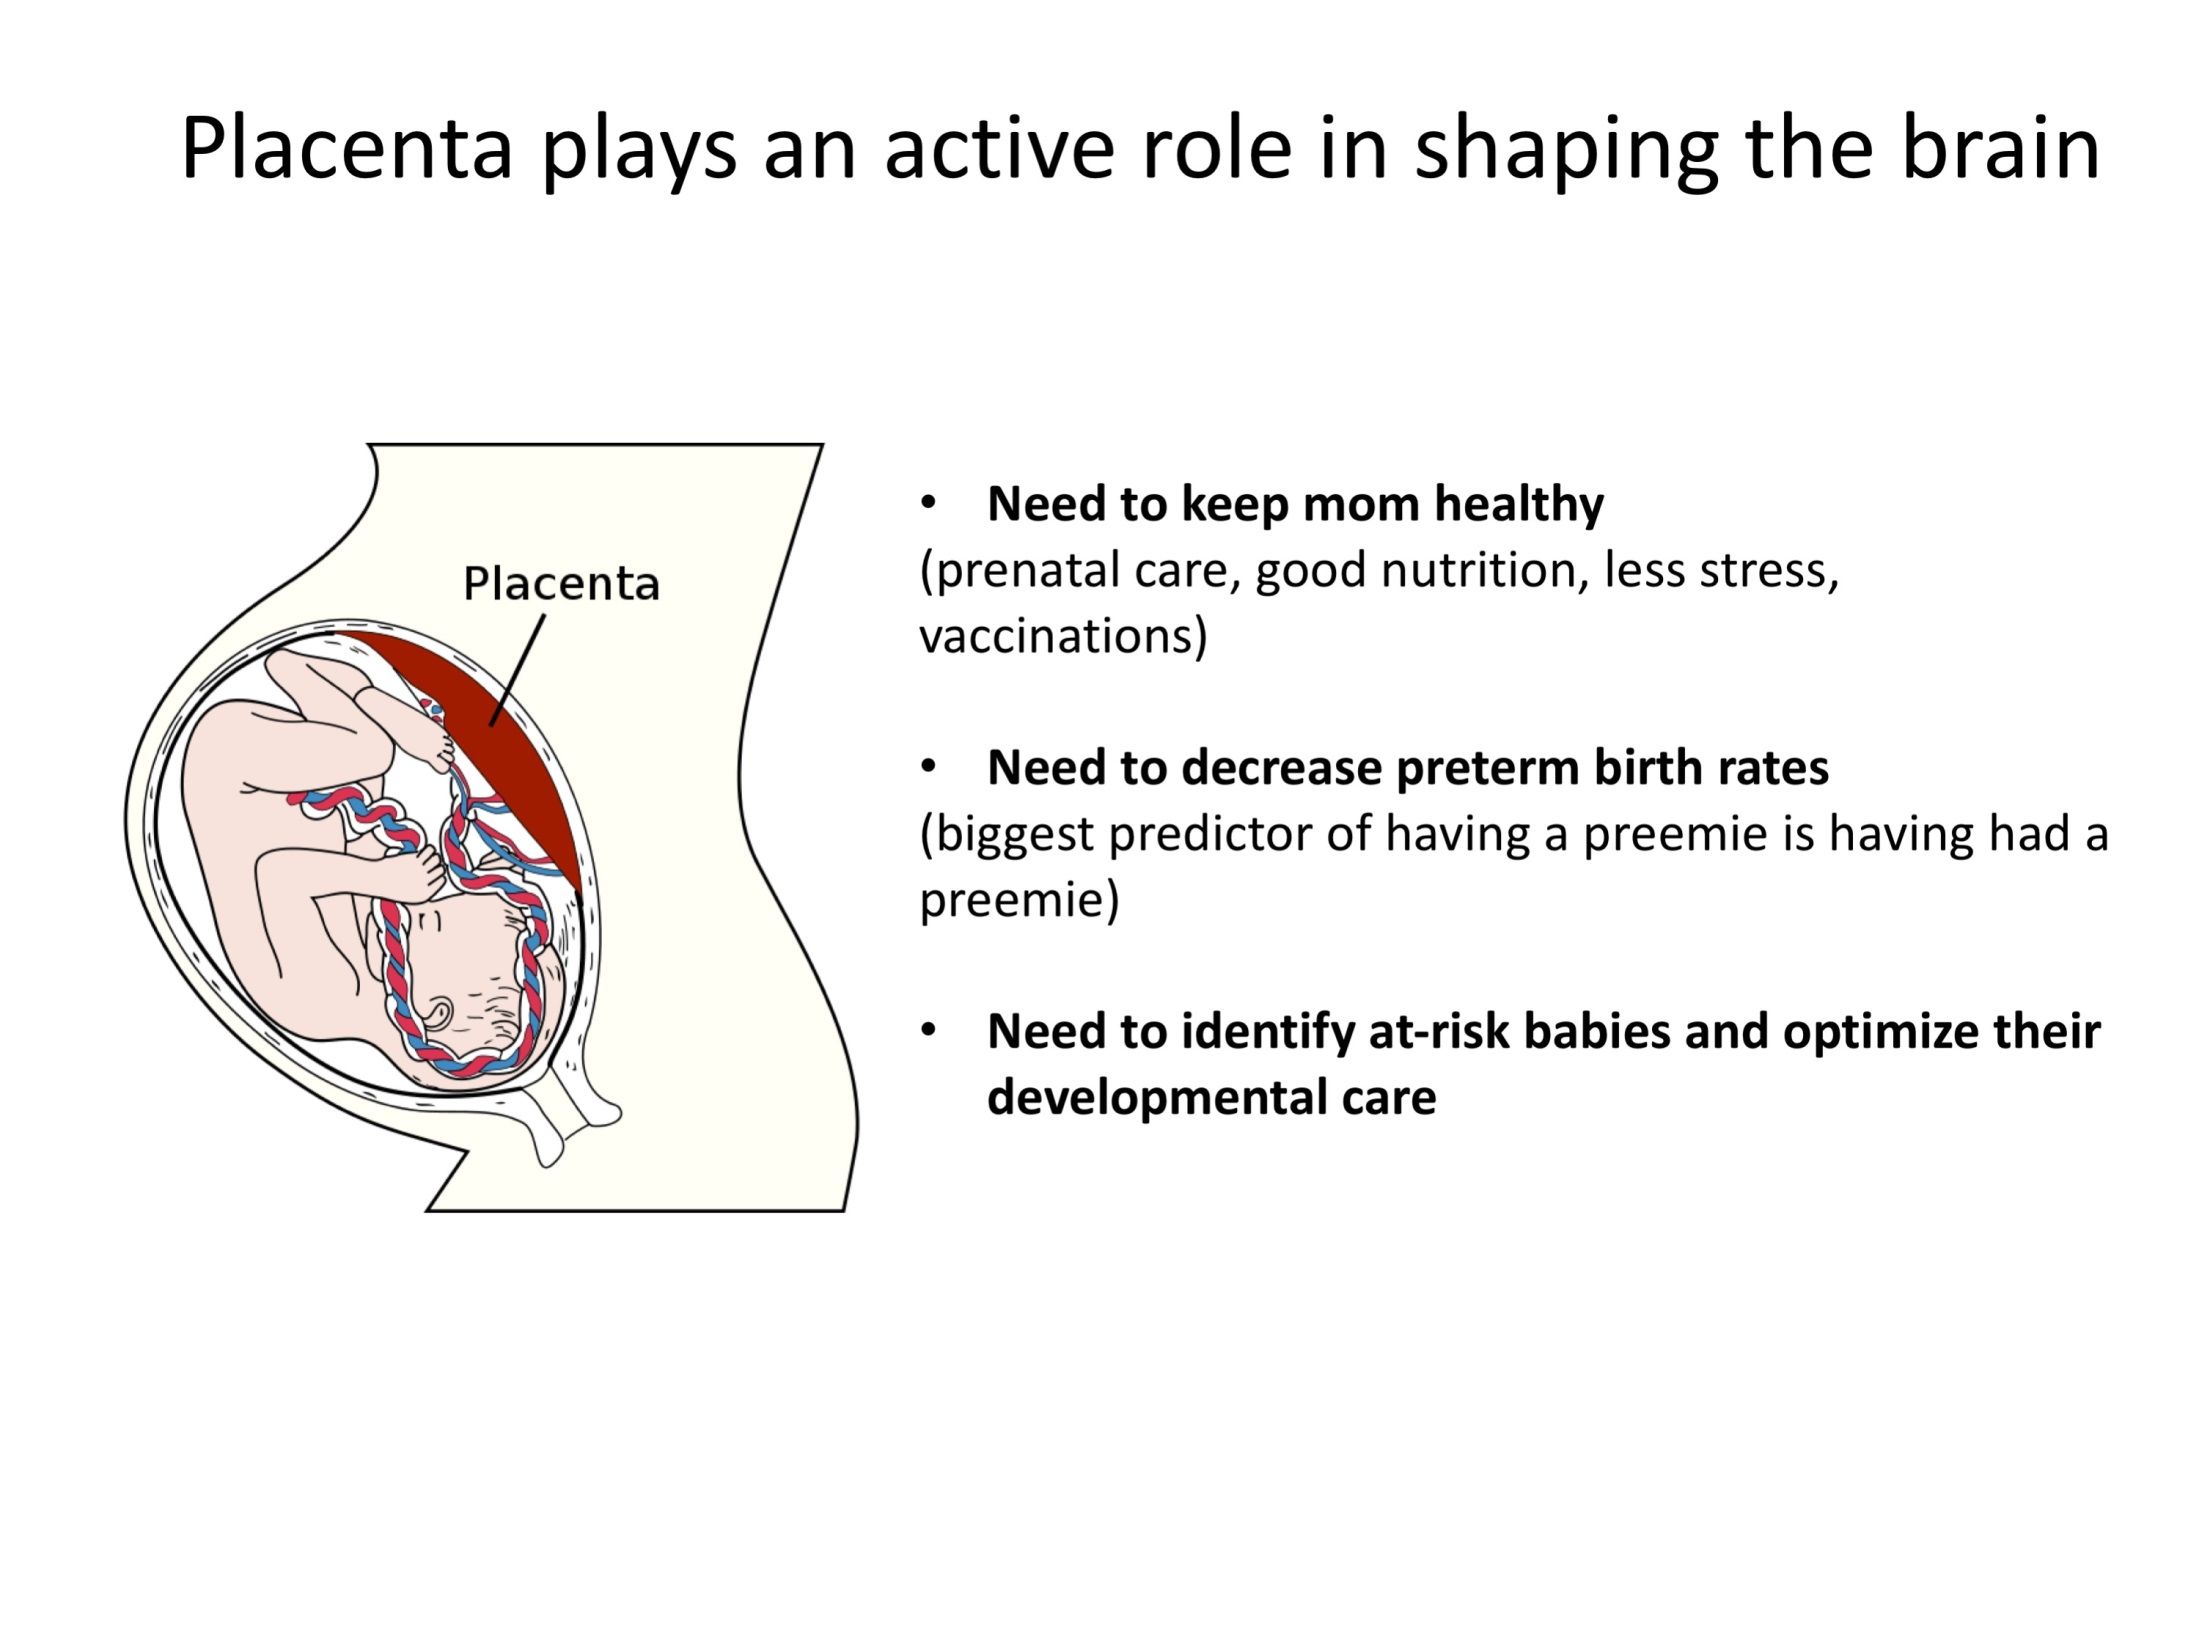 Placenta plays an active role in shaping the brain
Placenta
• Need to keep mom healthy
(prenatal care, good nutrition, less stress,
vaccinations)
• Need to decrease preterm birth rates
(biggest predictor of having a preemie is having had a
preemie)
• Need to identify at-risk babies and optimize their
developmental care